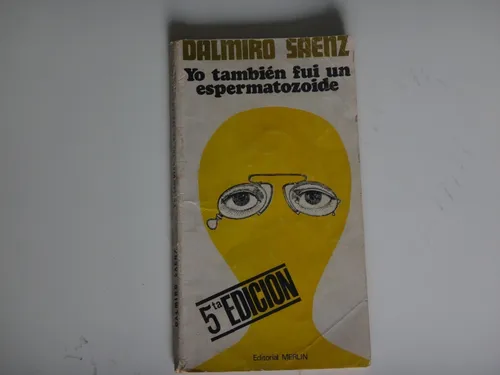 DALMIRO SAENZ
Yo también fui un
espermatozoide
5ta EDICION
Editorial MERLIN